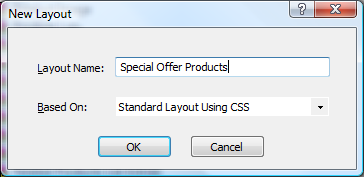 New Layout
Layout Name: Special Offer Products
Based On: Standard Layout Using CSS
OK Cancel